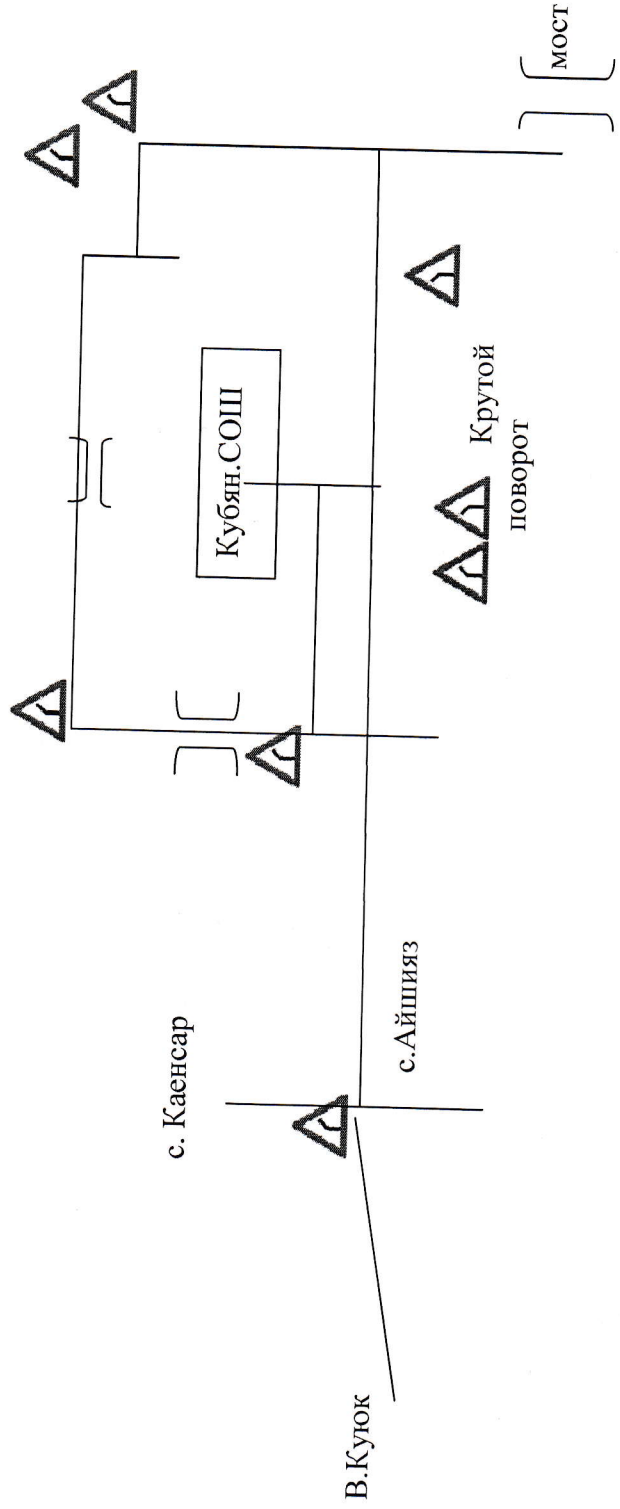 мост
Кубян.СОШ
Крутой
поворот
с. Каенсар
с.Айшияз
В.Куюк